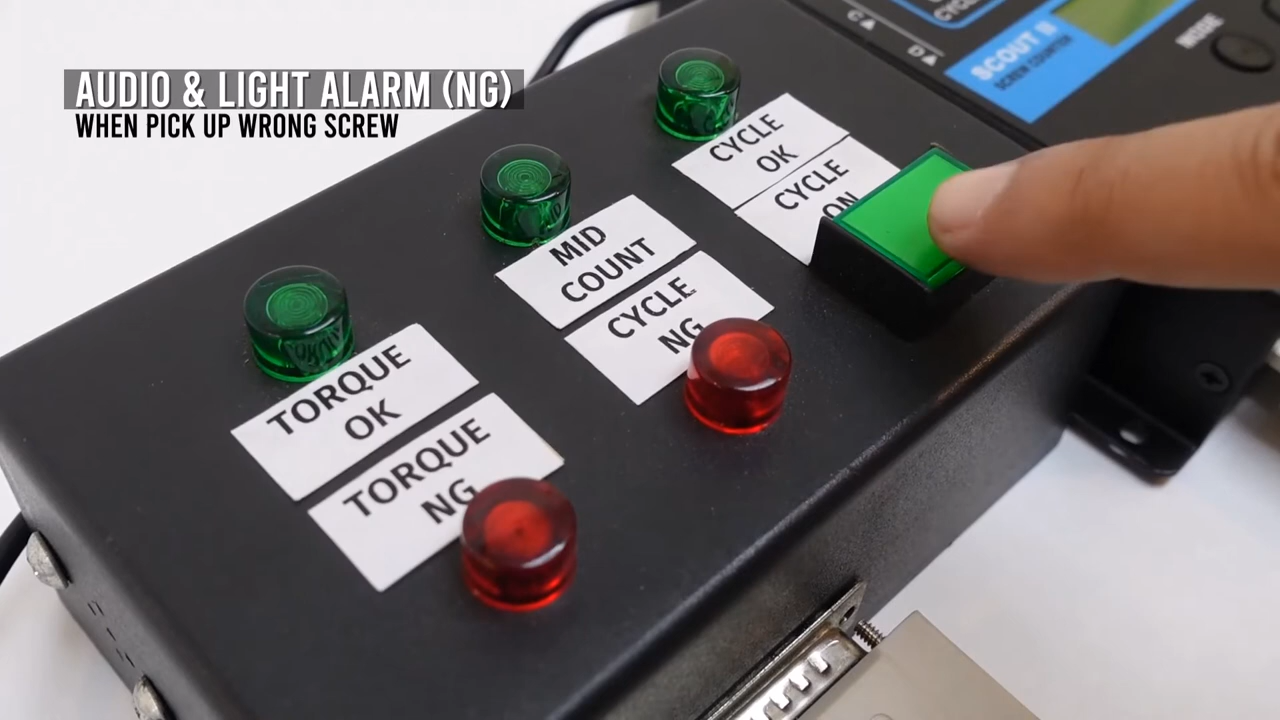 AUDIO & LIGHT ALARM (NG)
WHEN PICK UP WRONG SCREW
C▲
D▲
SCOUT II
SCREW COUNTER
MODE
CYCLE
OK
CYCLE
ON
MID
COUNT
CYCLE
NG
TORQUE
OK
TORQUE
NG